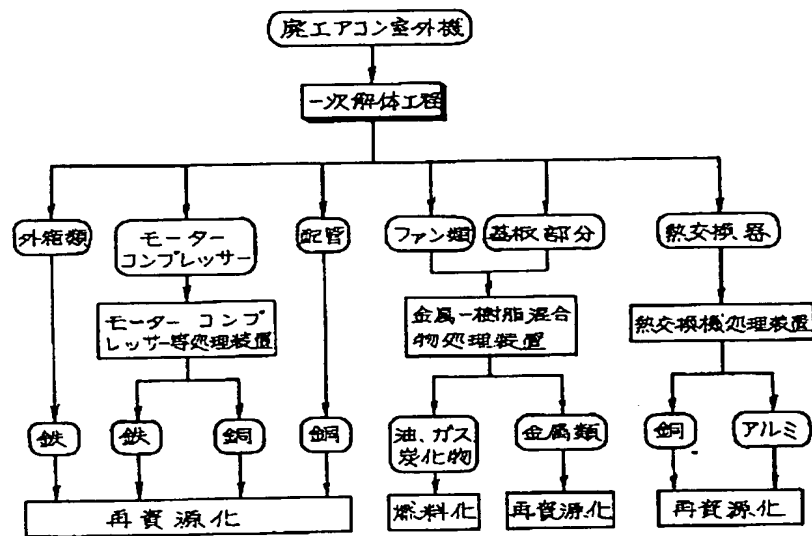 廃エアコン室外機
一次解体工程
外箱類
モーター
コンプレッサー
配管
ファン類
基板部分
熱交換器
モーター コンプ
レッサー等処理装置
金属-樹脂混合
物処理装置
熱交換機処理装置
鉄
鉄
銅
銅
油、ガス
炭化物
金属類
銅
アルミ
再資源化
燃料化
再資源化
再資源化